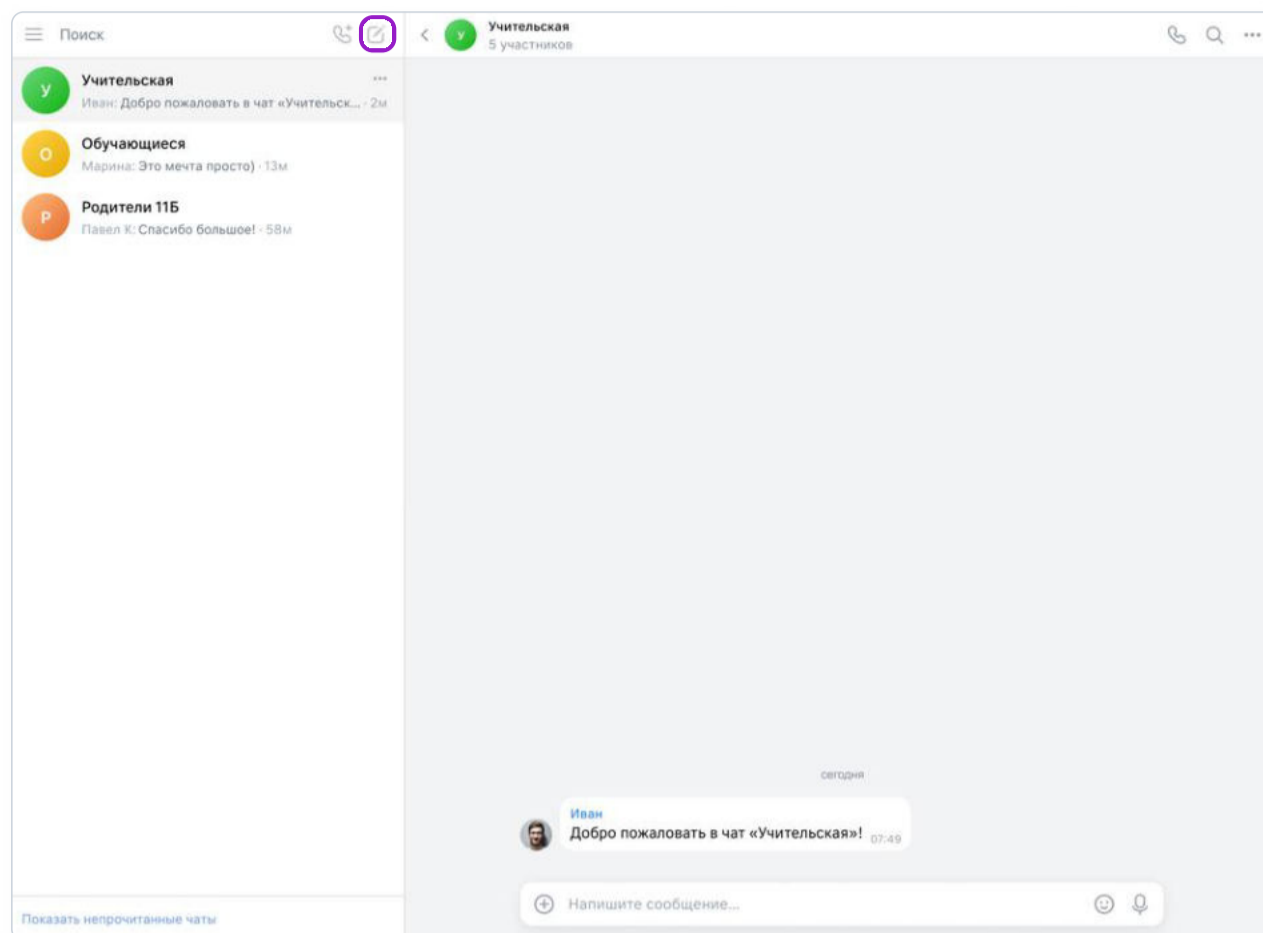 Поиск
У
Учительская
Иван: Добро пожаловать в чат «Учительск... · 2м
О
Обучающиеся
Марина: Это мечта просто) · 13м
Р
Родители 11Б
Павел К: Спасибо большое! · 58м
Показать непрочитанные чаты
У
Учительская
5 участников
сегодня
Иван
Добро пожаловать в чат «Учительская»! 07:49
Напишите сообщение...